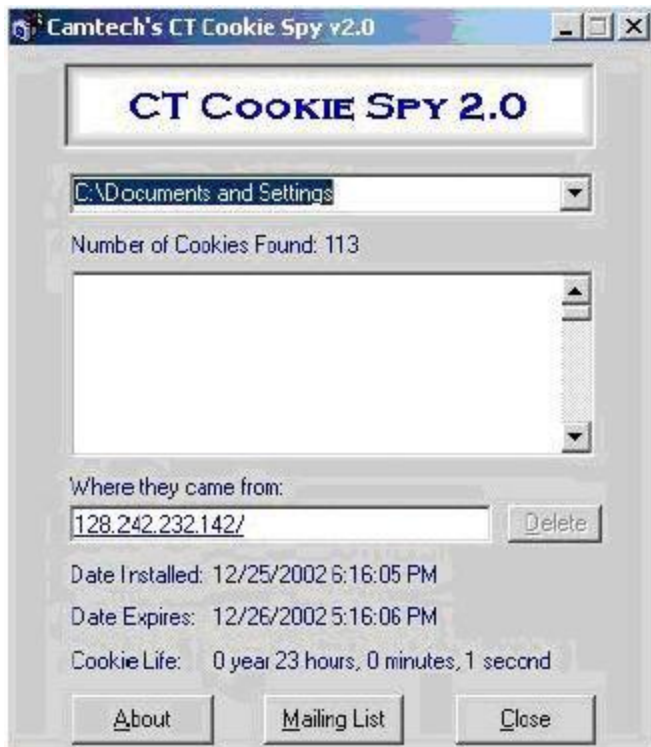 Camtech's CT Cookie Spy v2.0
CT COOKIE SPY 2.0
C:\Documents and Settings
Number of Cookies Found: 113
Where they came from:
128.242.232.142/
Delete
Date Installed: 12/25/2002 6:16:05 PM
Date Expires: 12/26/2002 5:16:06 PM
Cookie Life: 0 year 23 hours, 0 minutes, 1 second
About
Mailing List
Close